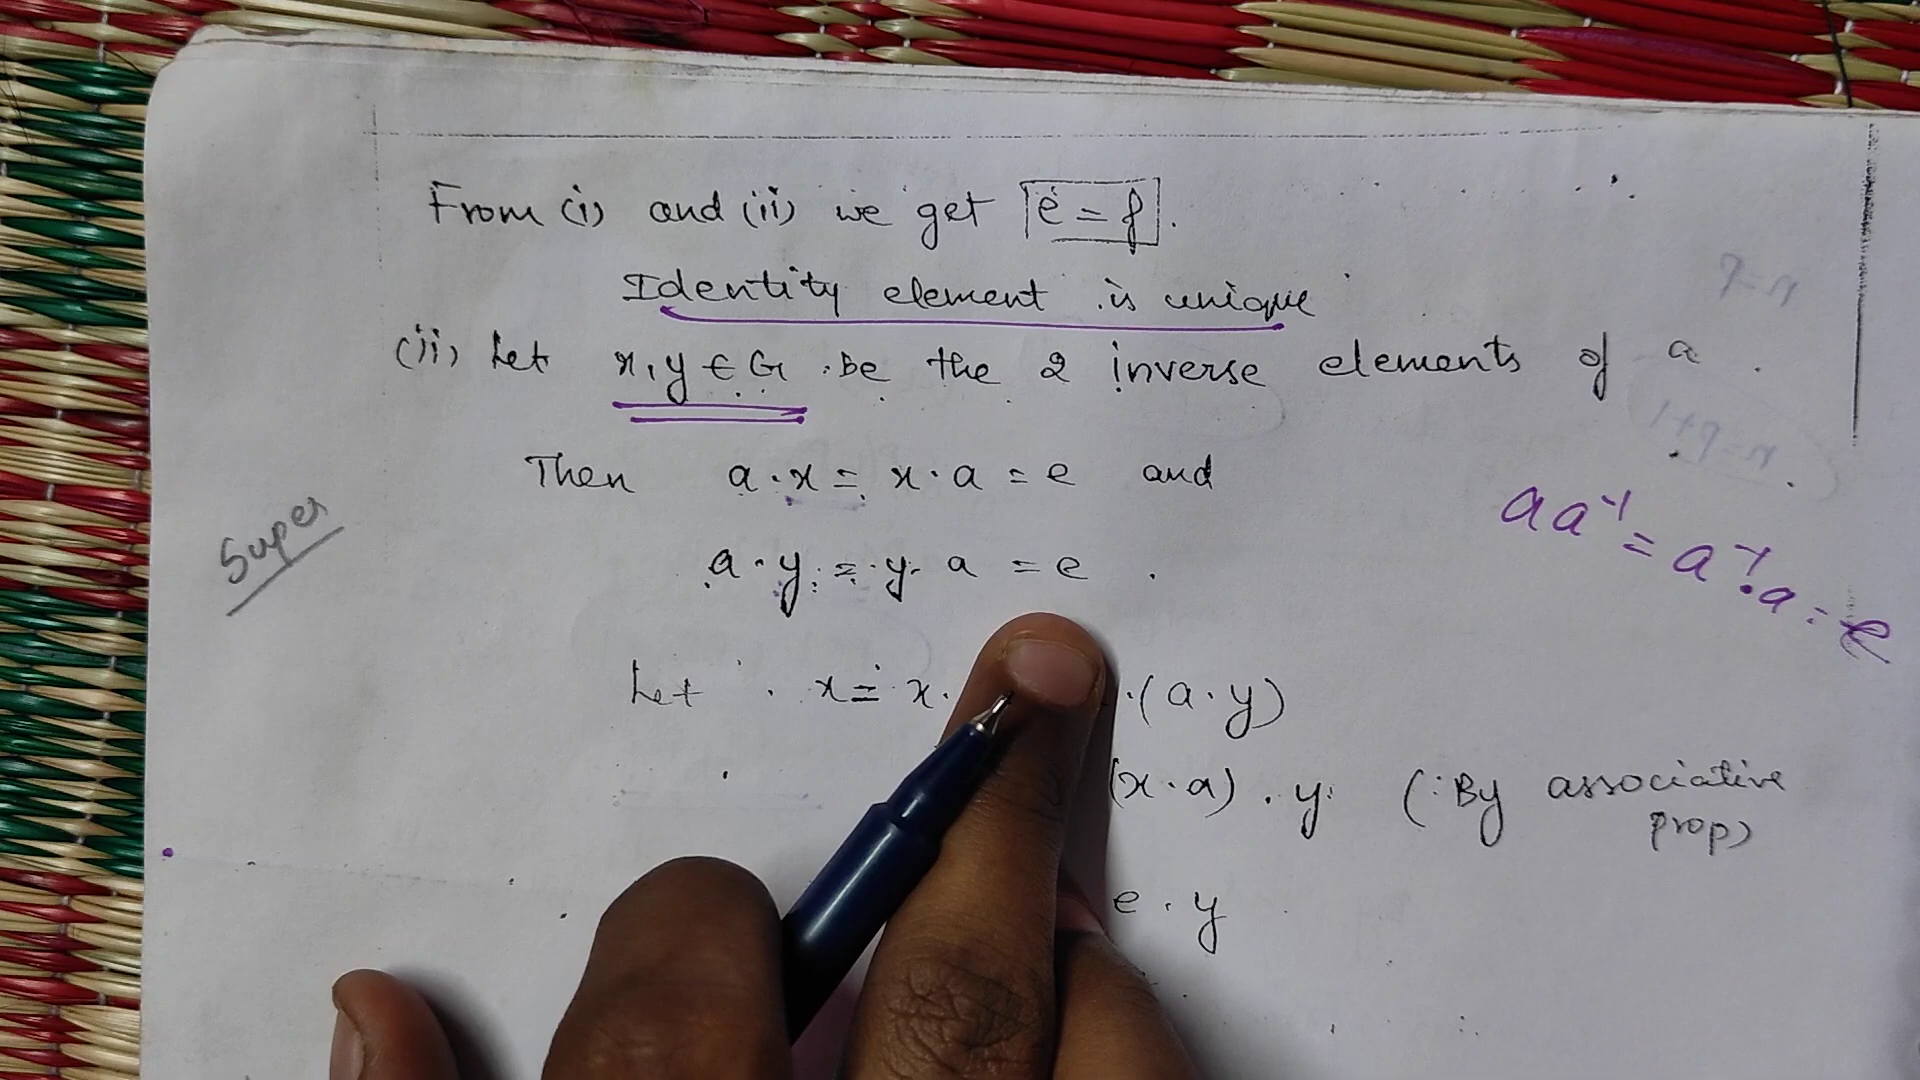 From (i) and (ii) we get e = f.
Identity element is unique
(ii) Let x, y ∈ G. Be the 2 inverse elements of a.
Then a · x = x · a = e and
a · y = y · a = e.
a a⁻¹ = a⁻¹ · a = e
Super
Let x = x · · (a · y)
(x · a) · y (∵ By associative
prop)
e · y